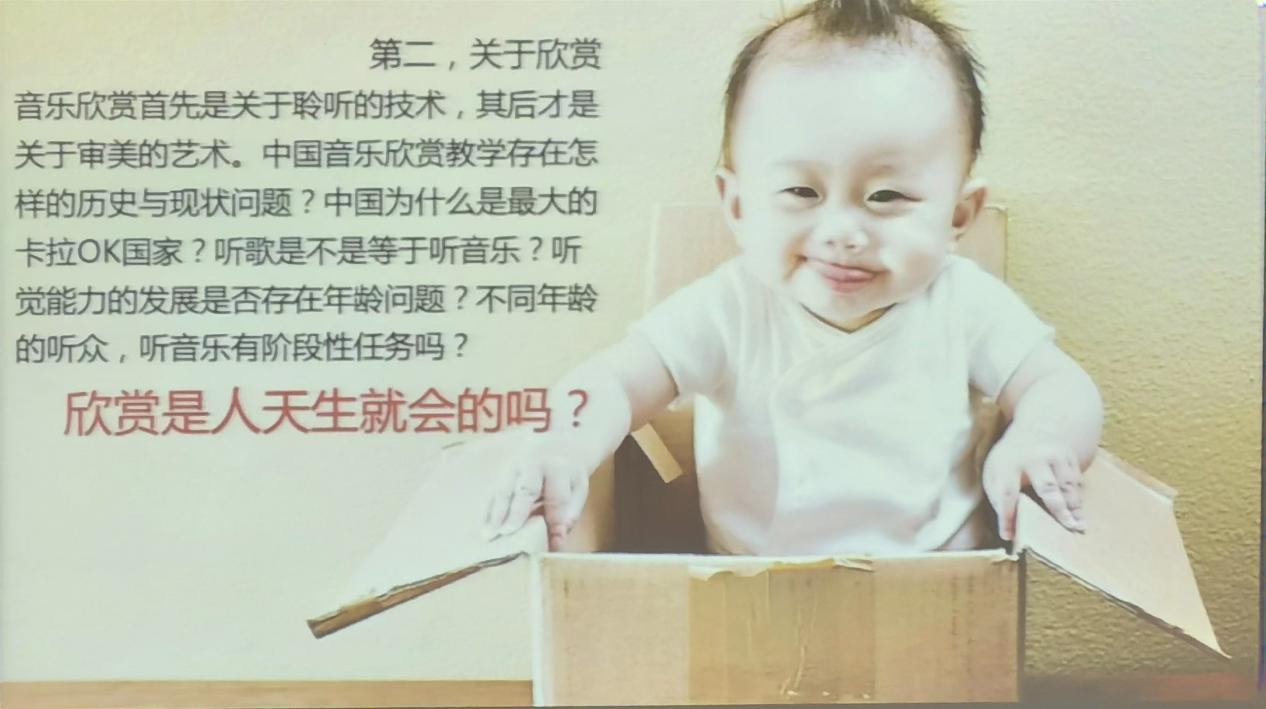 第二，关于欣赏
音乐欣赏首先是关于聆听的技术，其后才是
关于审美的艺术。中国音乐欣赏教学存在怎
样的历史与现状问题？中国为什么是最大的
卡拉OK国家？听歌是不是等于听音乐？听
觉能力的发展是否存在年龄问题？不同年龄
的听众，听音乐有阶段性任务吗？
欣赏是人天生就会的吗？